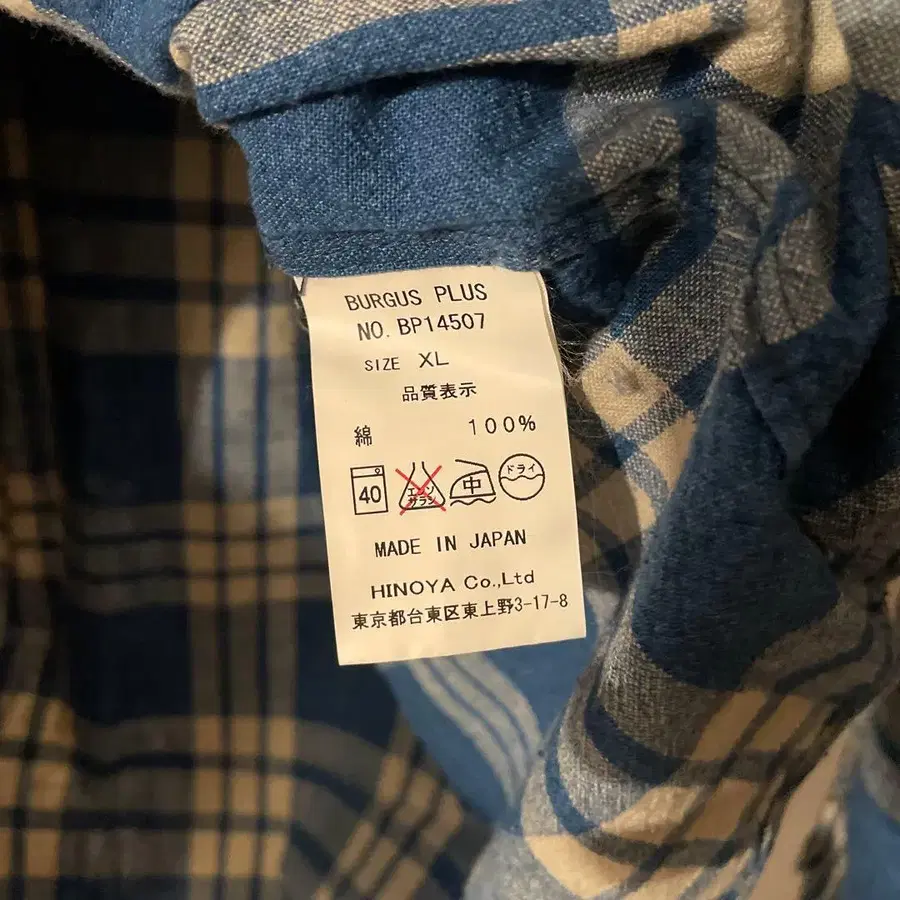 BURGUS PLUS
NO. BP14507
SIZE XL
品質表示
綿 100%
40 エンソ サラシ 中 ドライ
MADE IN JAPAN
HINOYA Co.,Ltd
東京都台東区東上野3-17-8